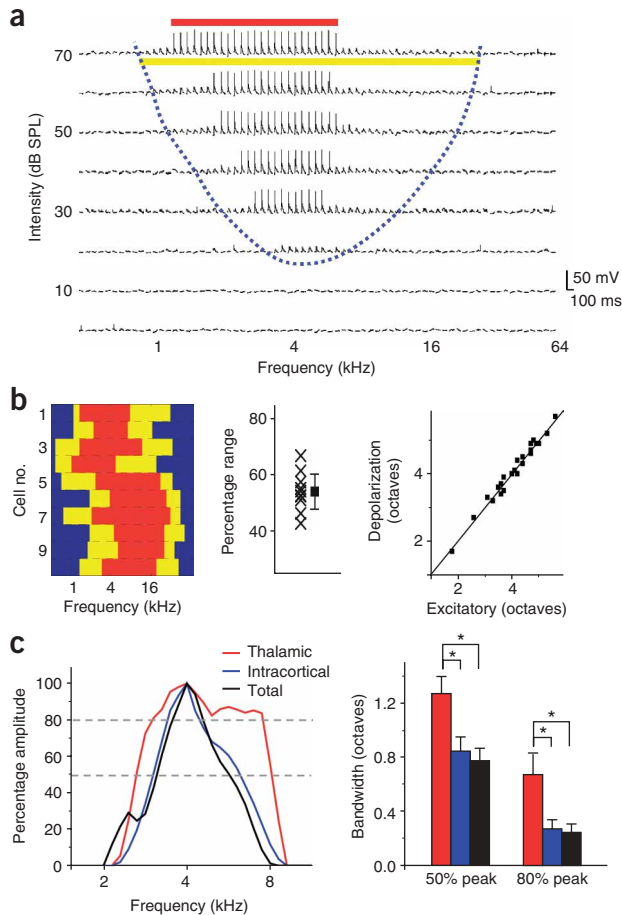 a
70
50
30
10
Intensity (dB SPL)
50 mV
100 ms
1
4
16
64
Frequency (kHz)
b
1
3
5
7
9
Cell no.
1
4
16
Frequency (kHz)
80
60
40
Percentage range
4
2
Depolarization
(octaves)
2
4
Excitatory (octaves)
c
Thalamic
Intracortical
Total
100
80
60
40
20
0
Percentage amplitude
2
4
8
Frequency (kHz)
* *
* *
1.2
0.8
0.4
0
Bandwidth (octaves)
50% peak
80% peak